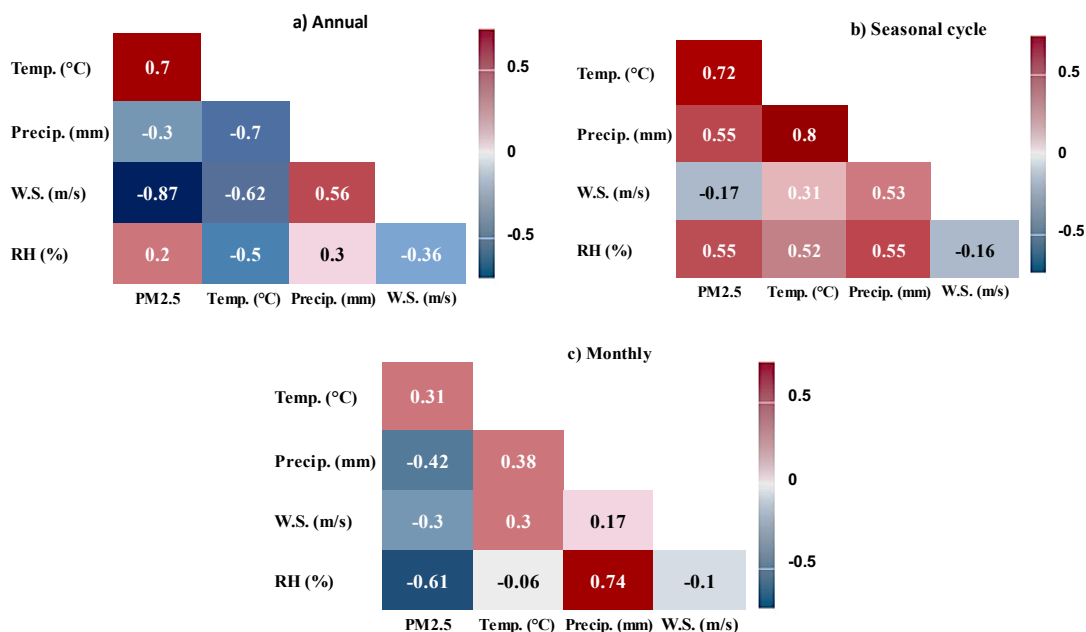 a) Annual
Temp. (°C) 0.7
Precip. (mm) -0.3 -0.7
W.S. (m/s) -0.87 -0.62 0.56
RH (%) 0.2 -0.5 0.3 -0.36
PM2.5 Temp. (°C) Precip. (mm) W.S. (m/s)
0.5
0
-0.5
b) Seasonal cycle
Temp. (°C) 0.72
Precip. (mm) 0.55 0.8
W.S. (m/s) -0.17 0.31 0.53
RH (%) 0.55 0.52 0.55 -0.16
PM2.5 Temp. (°C) Precip. (mm) W.S. (m/s)
0.5
0
-0.5
c) Monthly
Temp. (°C) 0.31
Precip. (mm) -0.42 0.38
W.S. (m/s) -0.3 0.3 0.17
RH (%) -0.61 -0.06 0.74 -0.1
PM2.5 Temp. (°C) Precip. (mm) W.S. (m/s)
0.5
0
-0.5